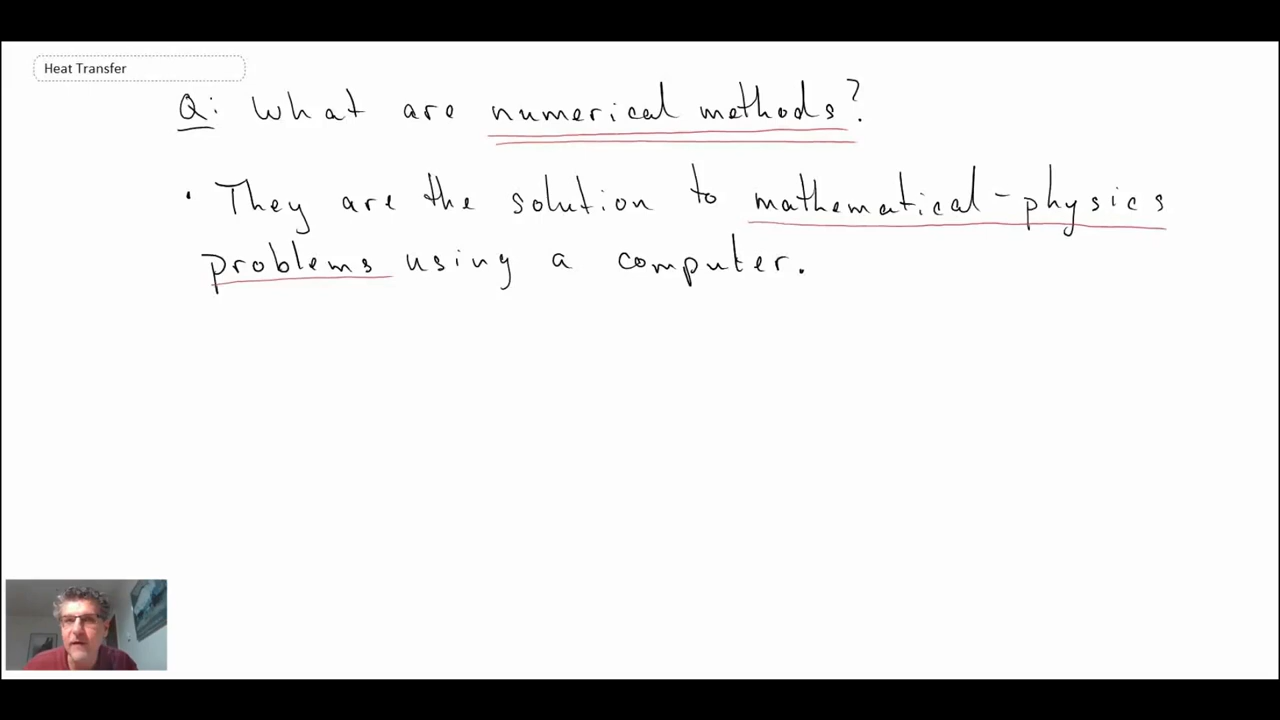 Heat Transfer
Q: What are numerical methods?
• They are the solution to mathematical-physics
problems using a computer.